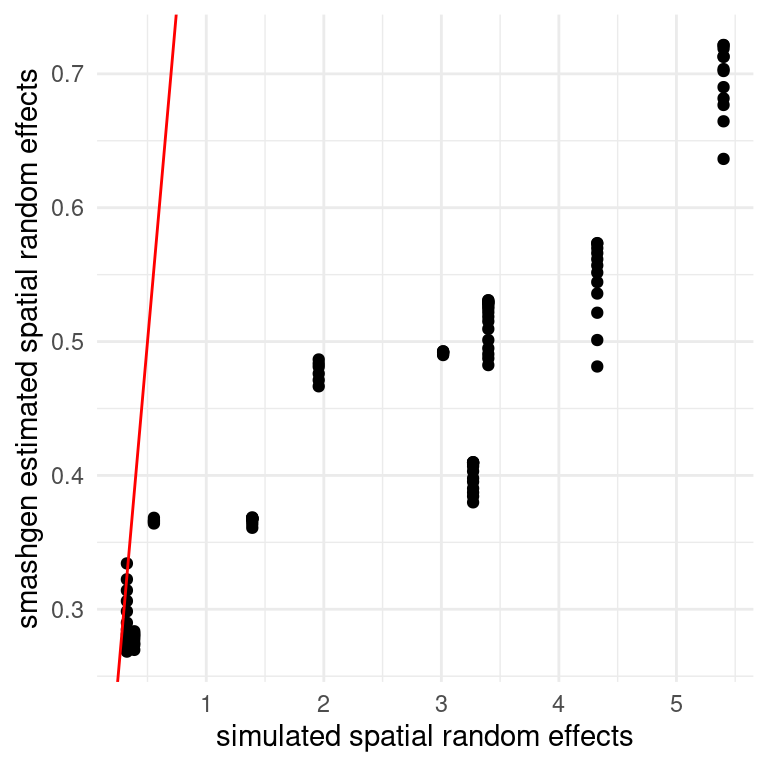 smashgen estimated spatial random effects
0.7
0.6
0.5
0.4
0.3
1 2 3 4 5
simulated spatial random effects